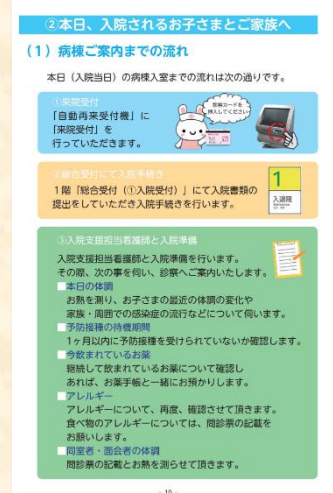 ②本日、入院されるお子さまとご家族へ
（１）病棟ご案内までの流れ
本日（入院当日）の病棟入室までの流れは次の通りです。
①来院受付
「自動再来受付機」に
「来院受付」を
行っていただきます。
医療カードを
挿入してください
②総合受付にて入院手続き
１階「総合受付（①入院受付）」にて入院書類の
提出をしていただき入院手続きを行います。
1
入退院
③入院支援担当看護師と入院準備
入院支援担当看護師と入院準備を行います。
その際、次の事を伺い、診察へご案内いたします。
■本日の体調
お熱を測り、お子さまの最近の体調の変化や
家族・周囲での感染症の流行などについて伺います。
■予防接種の待機期間
1ヶ月以内に予防接種を受けられていないか確認します。
■今飲まれているお薬
継続して飲まれているお薬について確認し
あれば、お薬手帳と一緒にお預かりします。
■アレルギー
アレルギーについて、再度、確認させて頂きます。
食べ物のアレルギーについては、問診票の記載を
お願いします。
■同室者・面会者の体調
問診票の記載とお熱を測らせて頂きます。
- 10 -